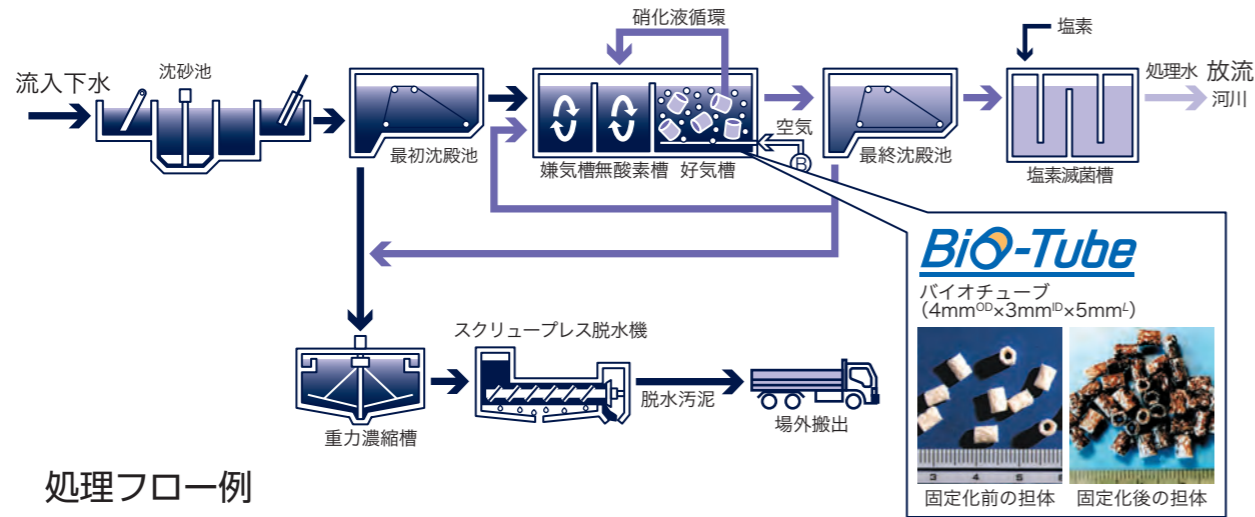 硝化液循環
塩素
流入下水
沈砂池
処理水
放流
河川
最初沈殿池
嫌気槽
無酸素槽
好気槽
空気
B
最終沈殿池
塩素滅菌槽
Bio-Tube
バイオチューブ
（4mmOD×3mmID×5mmL）
スクリュープレス脱水機
脱水汚泥
重力濃縮槽
場外搬出
3 4 5 6
固定化前の担体
固定化後の担体
処理フロー例